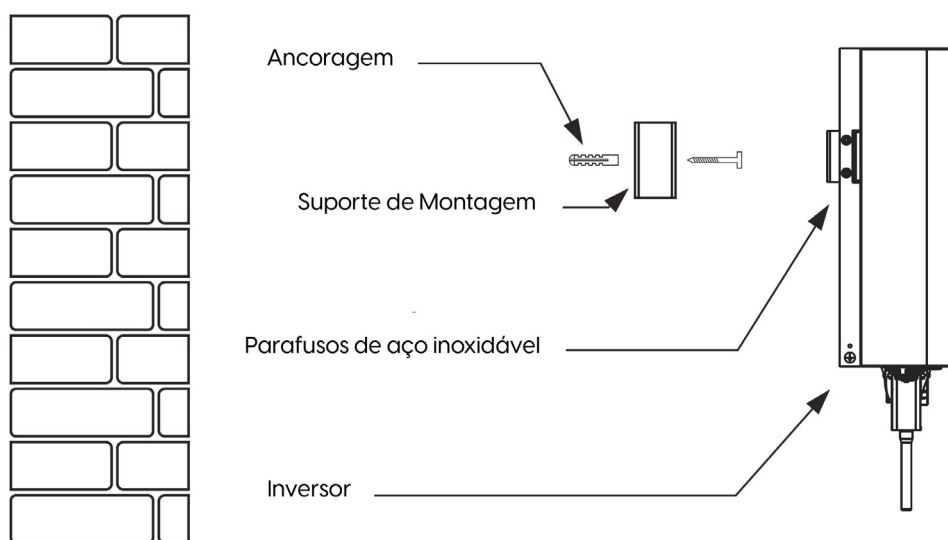 Ancoragem
Suporte de Montagem
Parafusos de aço inoxidável
Inversor